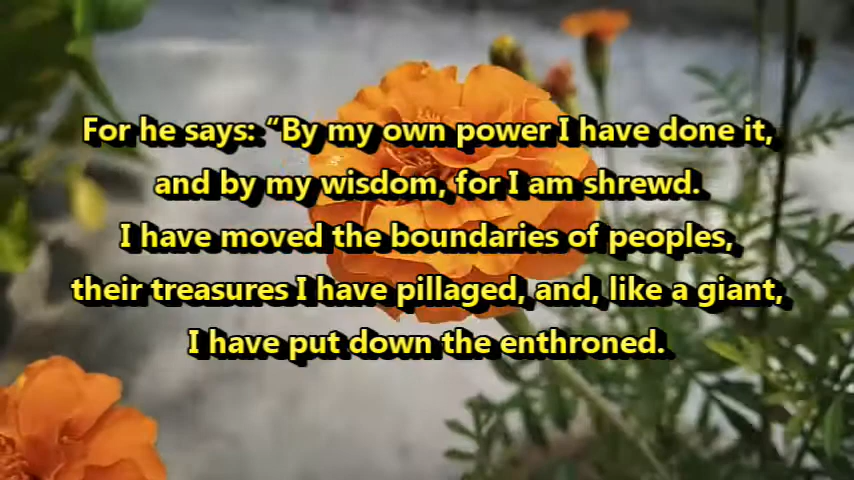 For he says: “By my own power I have done it,
and by my wisdom, for I am shrewd.
I have moved the boundaries of peoples,
their treasures I have pillaged, and, like a giant,
I have put down the enthroned.